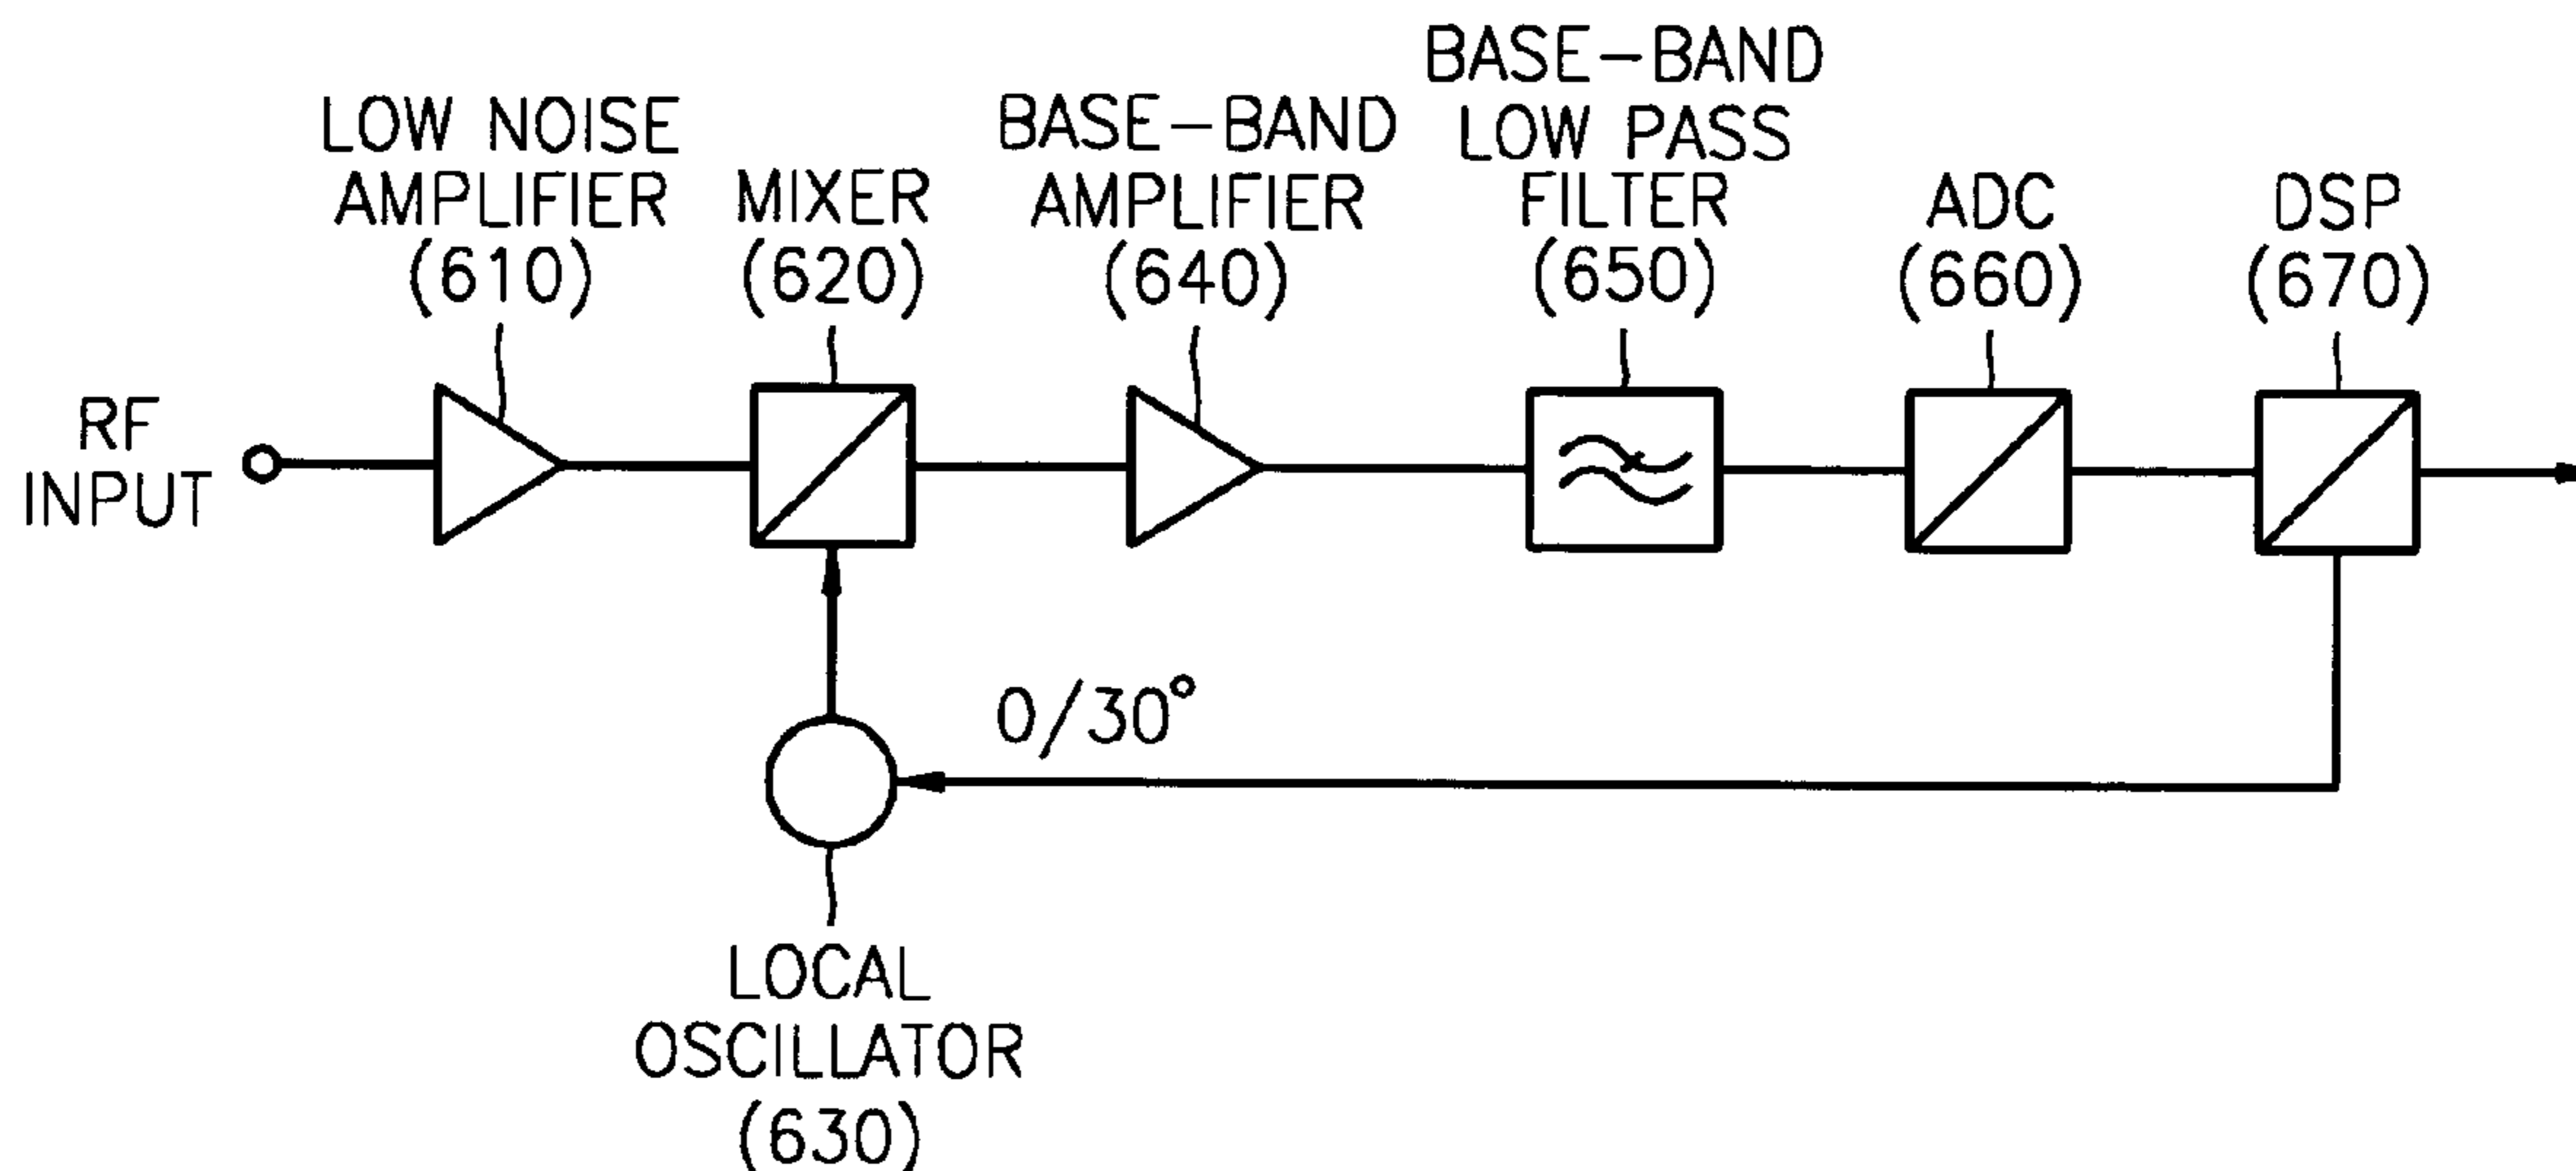 LOW NOISE
AMPLIFIER
(610)
MIXER
(620)
BASE-BAND
AMPLIFIER
(640)
BASE-BAND
LOW PASS
FILTER
(650)
ADC
(660)
DSP
(670)
RF
INPUT
0/30°
LOCAL
OSCILLATOR
(630)